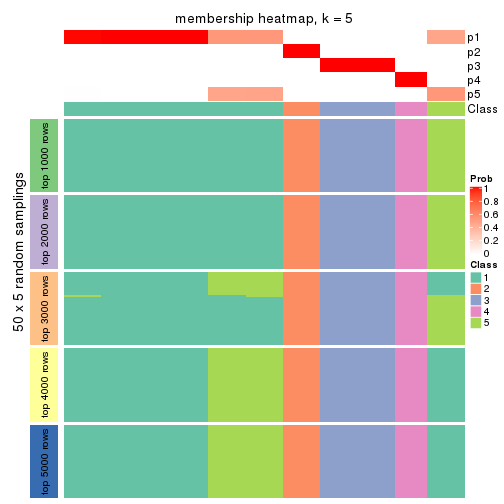 membership heatmap, k = 5
p1
p2
p3
p4
p5
Class
50 x 5 random samplings
top 1000 rows
top 2000 rows
top 3000 rows
top 4000 rows
top 5000 rows
Prob
1
0.8
0.6
0.4
0.2
0
Class
1
2
3
4
5